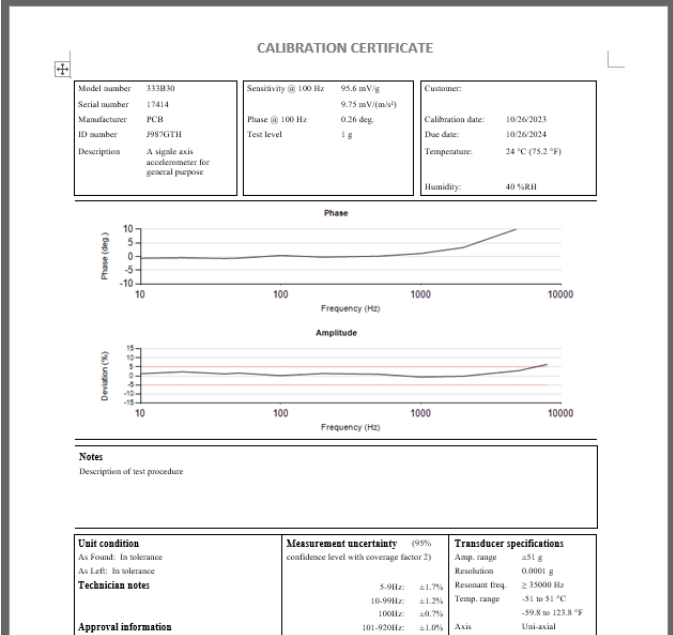 CALIBRATION CERTIFICATE
Model number 333B30
Serial number 17414
Manufacturer PCB
ID number J987GTH
Description A signle axis
accelerometer for
general purpose
Sensitivity @ 100 Hz 95.6 mV/g
9.75 mV/(m/s²)
Phase @ 100 Hz 0.26 deg.
Test level 1 g
Customer:
Calibration date: 10/26/2023
Due date: 10/26/2024
Temperature: 24 °C (75.2 °F)
Humidity: 40 %RH
Phase
Phase (deg.)
10
5
0
-5
-10
10 100 1000 10000
Frequency (Hz)
Amplitude
Deviation (%)
15
10
5
0
-5
-10
-15
10 100 1000 10000
Frequency (Hz)
Notes
Description of test procedure
Unit condition
As Found: In tolerance
As Left: In tolerance
Technician notes
Approval information
Measurement uncertainty (95%
confidence level with coverage factor 2)
5-9Hz: ±1.7%
10-99Hz: ±1.2%
100Hz: ±0.7%
101-920Hz: ±1.0%
Transducer specifications
Amp. range ±51 g
Resolution 0.0001 g
Resonant freq. ≥ 35000 Hz
Temp. range -51 to 51 °C
-59.8 to 123.8 °F
Axis Uni-axial